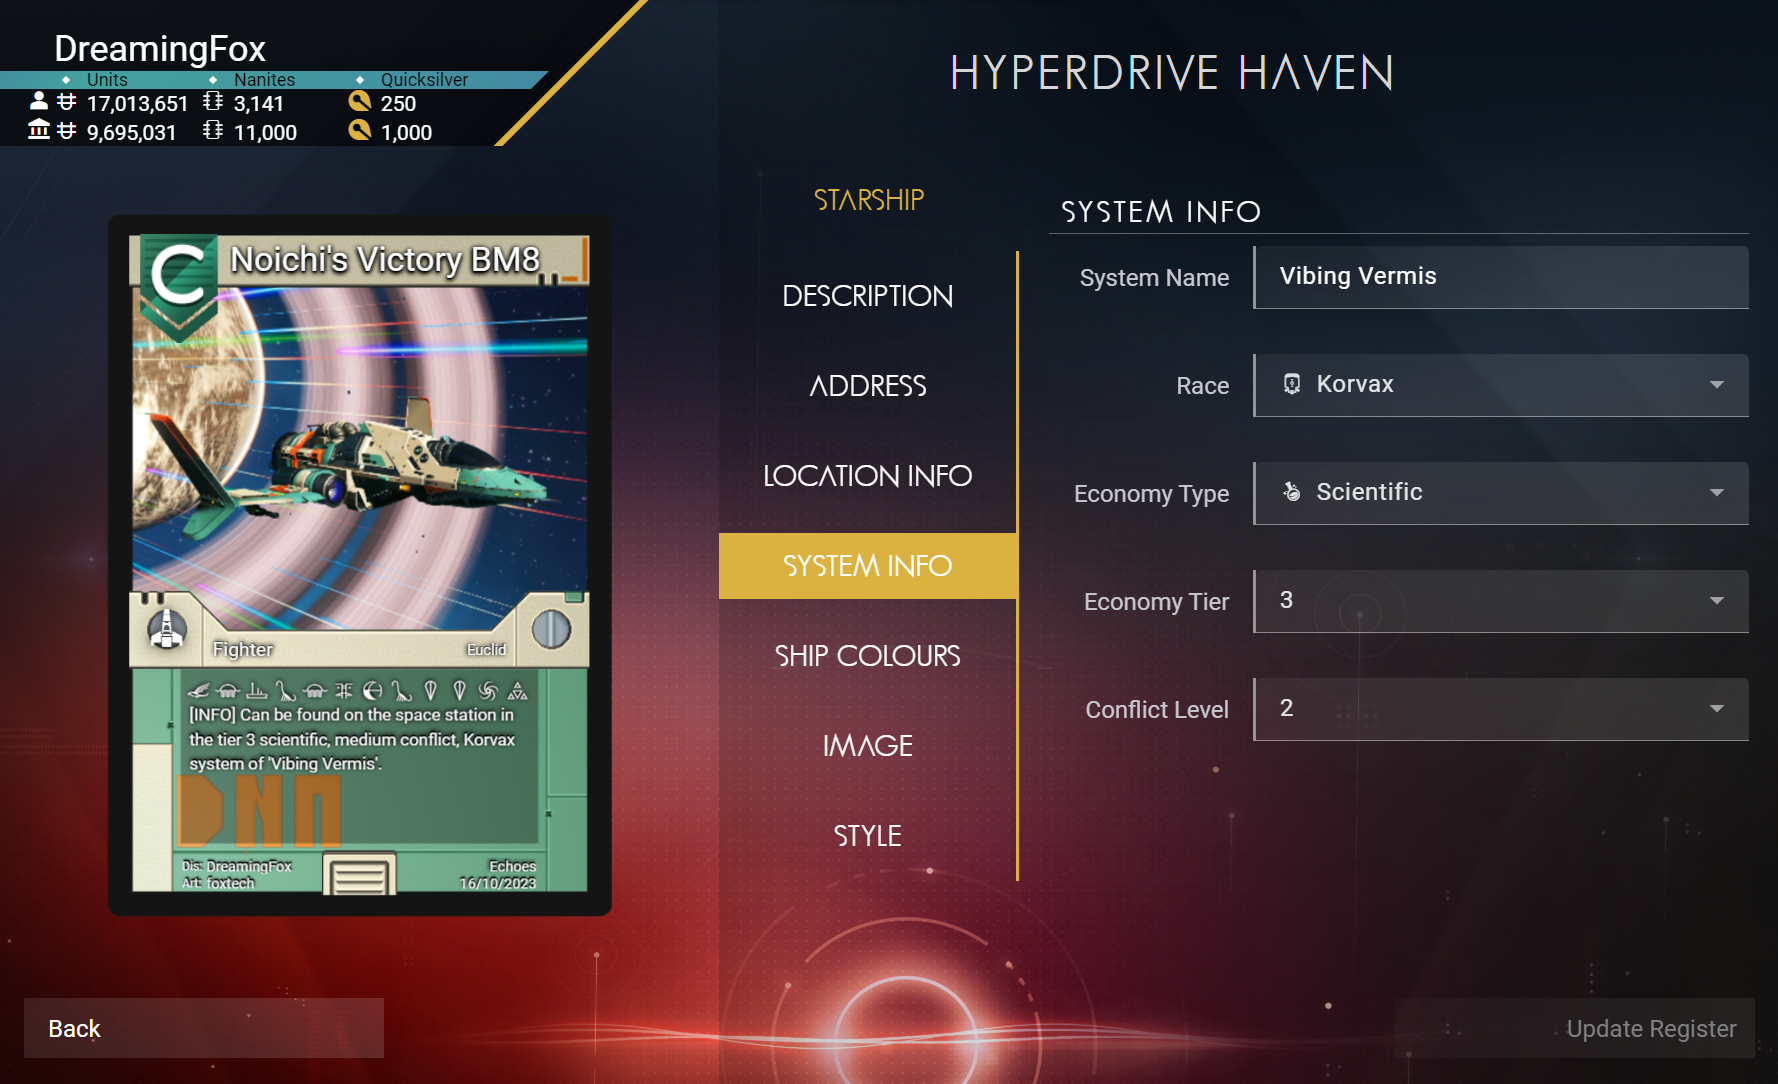 DreamingFox
Units Nanites Quicksilver
17,013,651 3,141 250
9,695,031 11,000 1,000
HYPERDRIVE HAVEN
STARSHIP
DESCRIPTION
ADDRESS
LOCATION INFO
SYSTEM INFO
SHIP COLOURS
IMAGE
STYLE
SYSTEM INFO
System Name Vibing Vermis
Race Korvax
Economy Type Scientific
Economy Tier 3
Conflict Level 2
C Noichi's Victory BM8
Fighter Euclid
[INFO] Can be found on the space station in
the tier 3 scientific, medium conflict, Korvax
system of 'Vibing Vermis'.
Dis: DreamingFox Echoes
Art: foxtech 16/10/2023
Back
Update Register